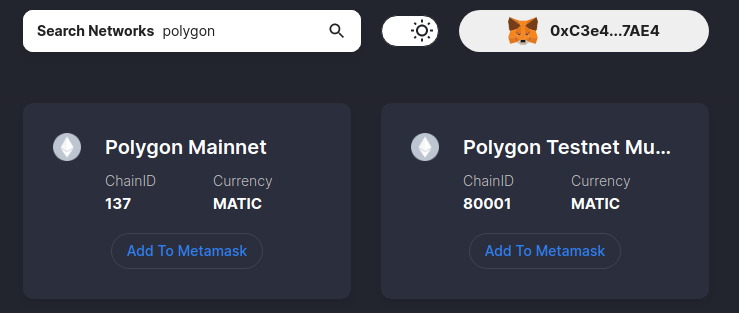 Search Networks polygon
0xC3e4...7AE4
Polygon Mainnet
ChainID Currency
137 MATIC
Add To Metamask
Polygon Testnet Mu...
ChainID Currency
80001 MATIC
Add To Metamask